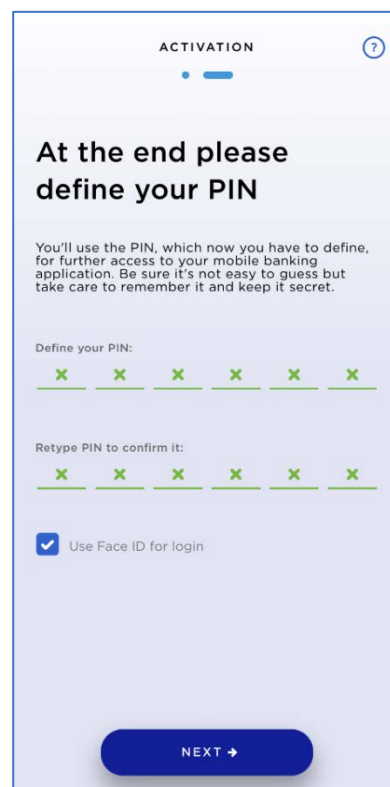 ACTIVATION
?
At the end please
define your PIN
You'll use the PIN, which now you have to define,
for further access to your mobile banking
application. Be sure it's not easy to guess but
take care to remember it and keep it secret.
Define your PIN:
× × × × × ×
Retype PIN to confirm it:
× × × × × ×
Use Face ID for login
NEXT →